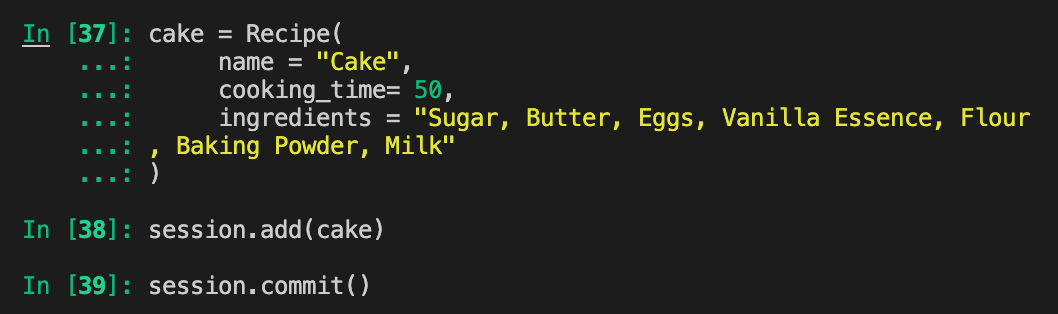 In [37]: cake = Recipe(
    ...:     name = "Cake",
    ...:     cooking_time= 50,
    ...:     ingredients = "Sugar, Butter, Eggs, Vanilla Essence, Flour
    ...: , Baking Powder, Milk"
    ...: )
In [38]: session.add(cake)
In [39]: session.commit()